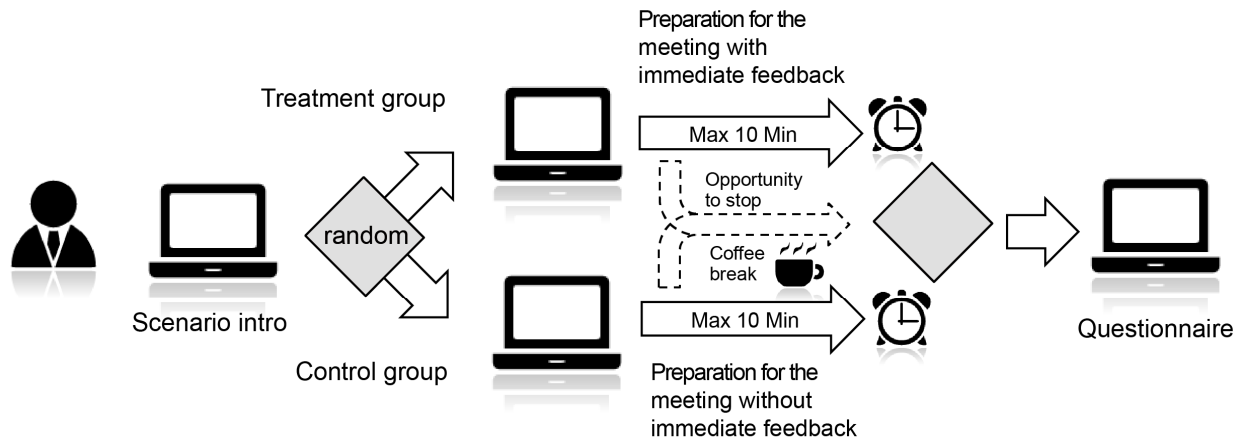 Preparation for the
meeting with
immediate feedback
Treatment group
Max 10 Min
Opportunity
to stop
random
Coffee
break
Scenario intro
Max 10 Min
Questionnaire
Control group
Preparation for the
meeting without
immediate feedback